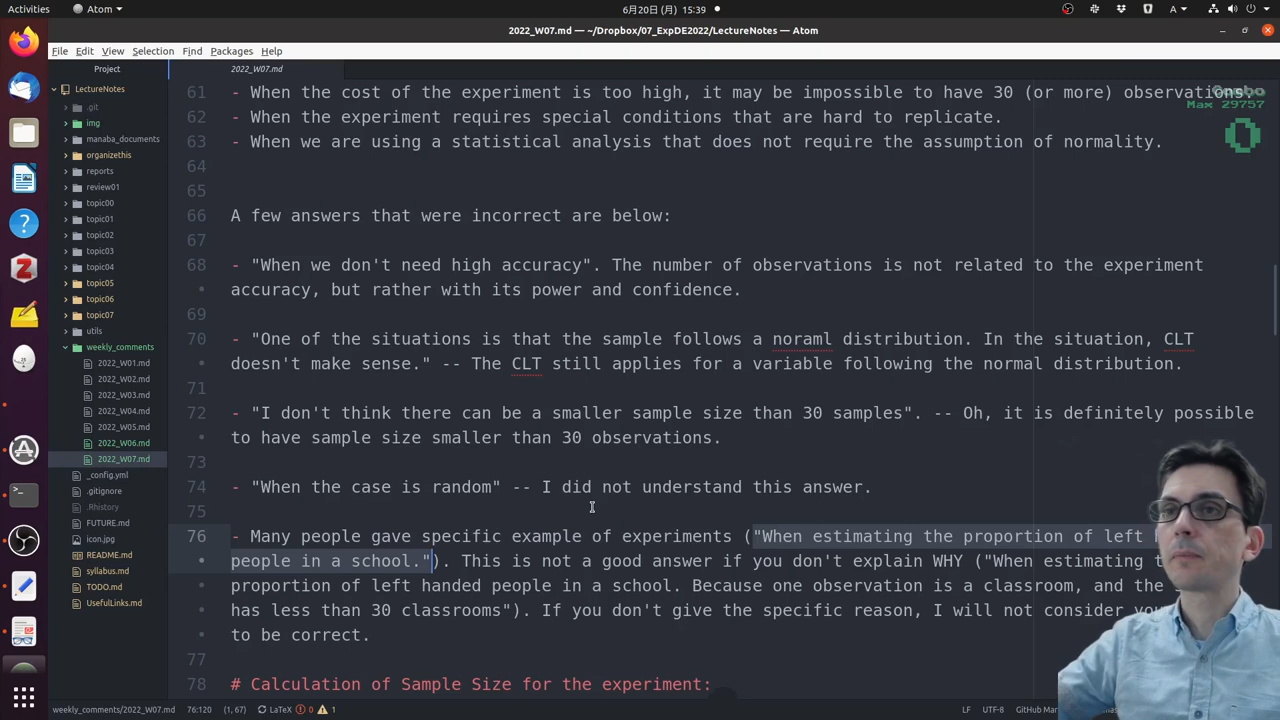 Activities
Atom
6月20日 (月) 15:39
A
2022_W07.md — ~/Dropbox/07_ExpDE2022/LectureNotes — Atom
File Edit View Selection Find Packages Help
Project
LectureNotes
.git
img
manaba_documents
organizethis
reports
review01
topic00
topic01
topic02
topic03
topic04
topic05
topic06
topic07
utils
weekly_comments
2022_W01.md
2022_W02.md
2022_W03.md
2022_W04.md
2022_W05.md
2022_W06.md
2022_W07.md
_config.yml
.gitignore
.Rhistory
FUTURE.md
icon.jpg
README.md
syllabus.md
TODO.md
UsefulLinks.md
2022_W07.md
Combo
Max 29757
0
61 - When the cost of the experiment is too high, it may be impossible to have 30 (or more) observations.
62 - When the experiment requires special conditions that are hard to replicate.
63 - When we are using a statistical analysis that does not require the assumption of normality.
64
65
66 A few answers that were incorrect are below:
67
68 - "When we don't need high accuracy". The number of observations is not related to the experiment
accuracy, but rather with its power and confidence.
69
70 - "One of the situations is that the sample follows a noraml distribution. In the situation, CLT
doesn't make sense." -- The CLT still applies for a variable following the normal distribution.
71
72 - "I don't think there can be a smaller sample size than 30 samples". -- Oh, it is definitely possible
to have sample size smaller than 30 observations.
73
74 - "When the case is random" -- I did not understand this answer.
75
76 - Many people gave specific example of experiments ("When estimating the proportion of left
people in a school."). This is not a good answer if you don't explain WHY ("When estimating
proportion of left handed people in a school. Because one observation is a classroom, and the
has less than 30 classrooms"). If you don't give the specific reason, I will not consider
to be correct.
77
78 # Calculation of Sample Size for the experiment:
weekly_comments/2022_W07.md 76:120 (1, 67) LaTeX 0 1
LF UTF-8 GitHub